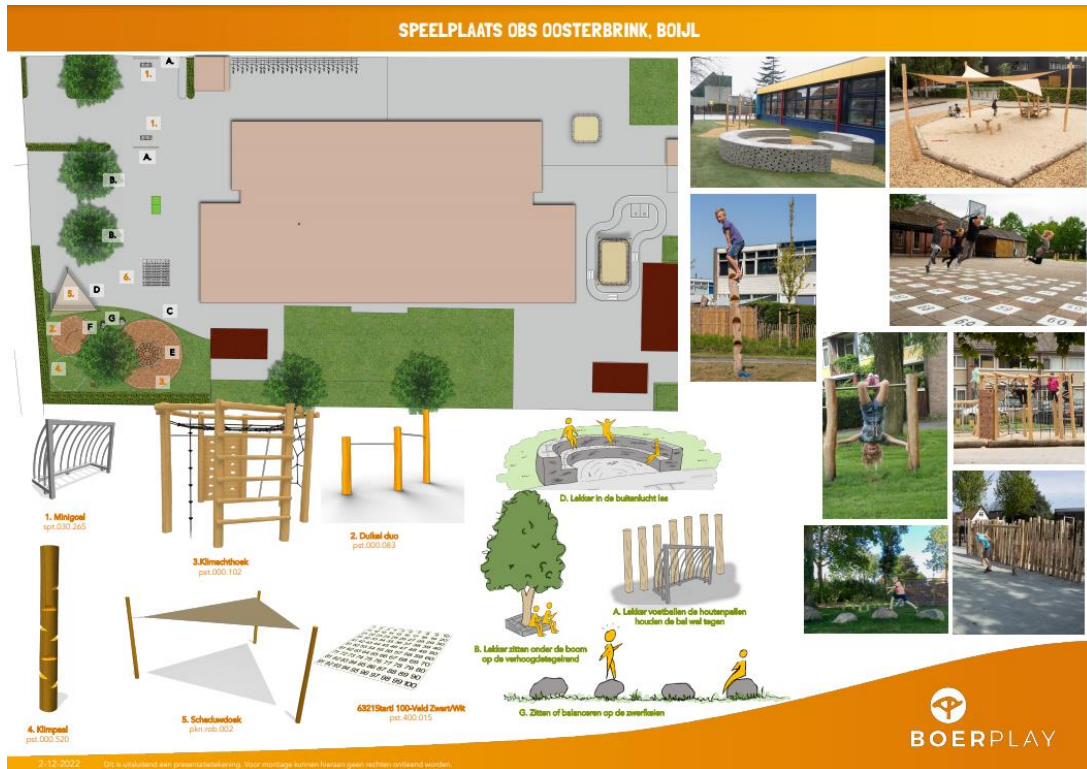 SPEELPLAATS OBS OOSTERBRINK, BOIJL
A.
1.
1.
A.
B.
B.
6.
5.
D
C
G
F
2.
E
4.
3.
1. Minigoal
spt.030.265
3.Klimachthoek
pst.000.102
2. Duikel duo
pst.000.083
D. Lekker in de buitenlucht les
A. Lekker voetballen de houtenpallen
houden de bal wel tegen
B. Lekker zitten onder de boom
op de verhoogdetegelrand
4. Klimpaal
pst.000.520
5. Schaduwdoek
pkn.rob.002
6321Startl 100-Veld Zwart/Wit
pst.400.015
G. Zitten of balanceren op de zwerfkeien
BOERPLAY
2-12-2022 Dit is uitsluitend een presentatietekening. Voor montage kunnen hieraan geen rechten ontleend worden.